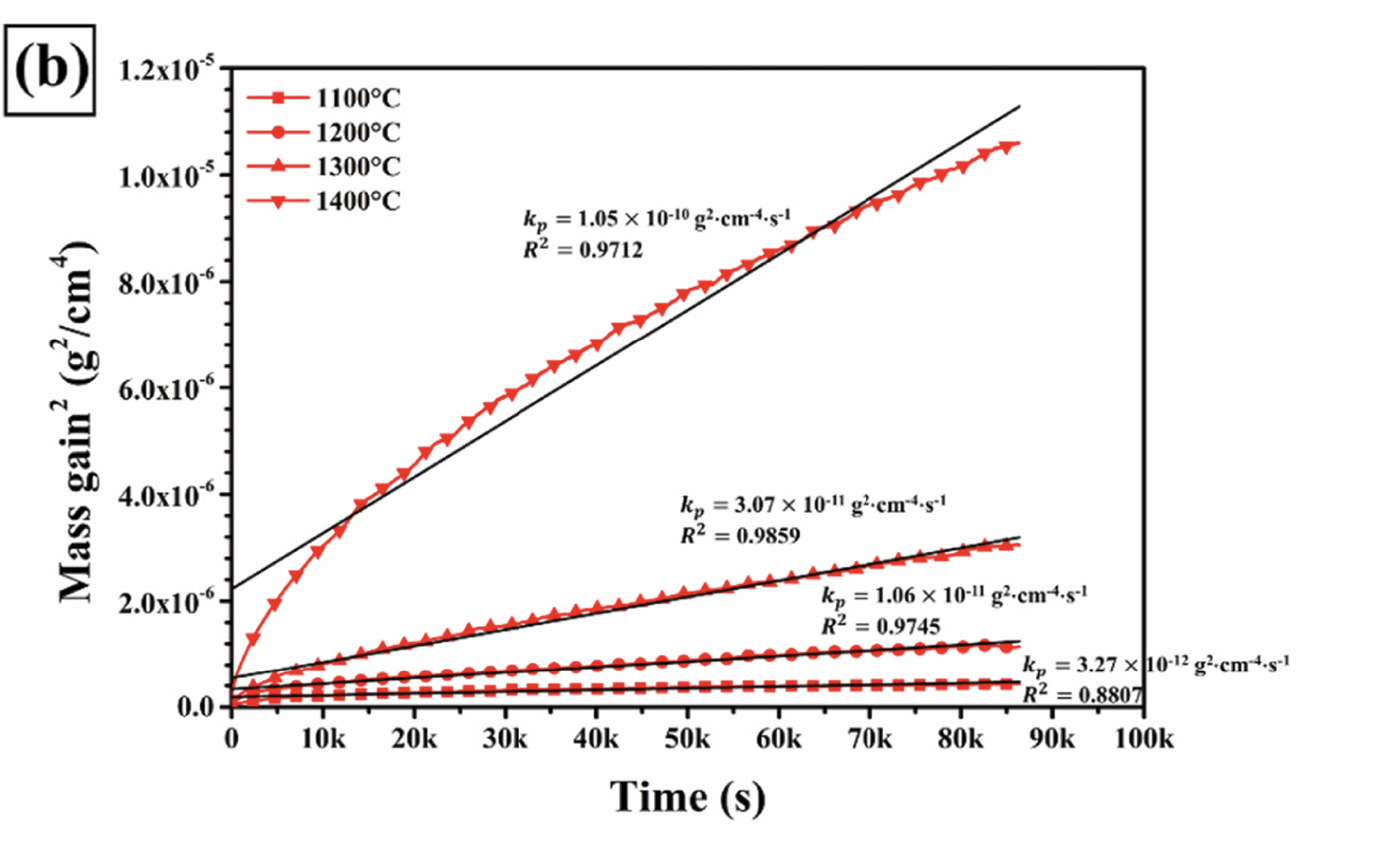 (b)
1.2x10⁻⁵
1.0x10⁻⁵
8.0x10⁻⁶
6.0x10⁻⁶
4.0x10⁻⁶
2.0x10⁻⁶
0.0
Mass gain² (g²/cm⁴)
1100°C
1200°C
1300°C
1400°C
kₚ = 1.05 × 10⁻¹⁰ g²·cm⁻⁴·s⁻¹
R² = 0.9712
kₚ = 3.07 × 10⁻¹¹ g²·cm⁻⁴·s⁻¹
R² = 0.9859
kₚ = 1.06 × 10⁻¹¹ g²·cm⁻⁴·s⁻¹
R² = 0.9745
kₚ = 3.27 × 10⁻¹² g²·cm⁻⁴·s⁻¹
R² = 0.8807
0 10k 20k 30k 40k 50k 60k 70k 80k 90k 100k
Time (s)